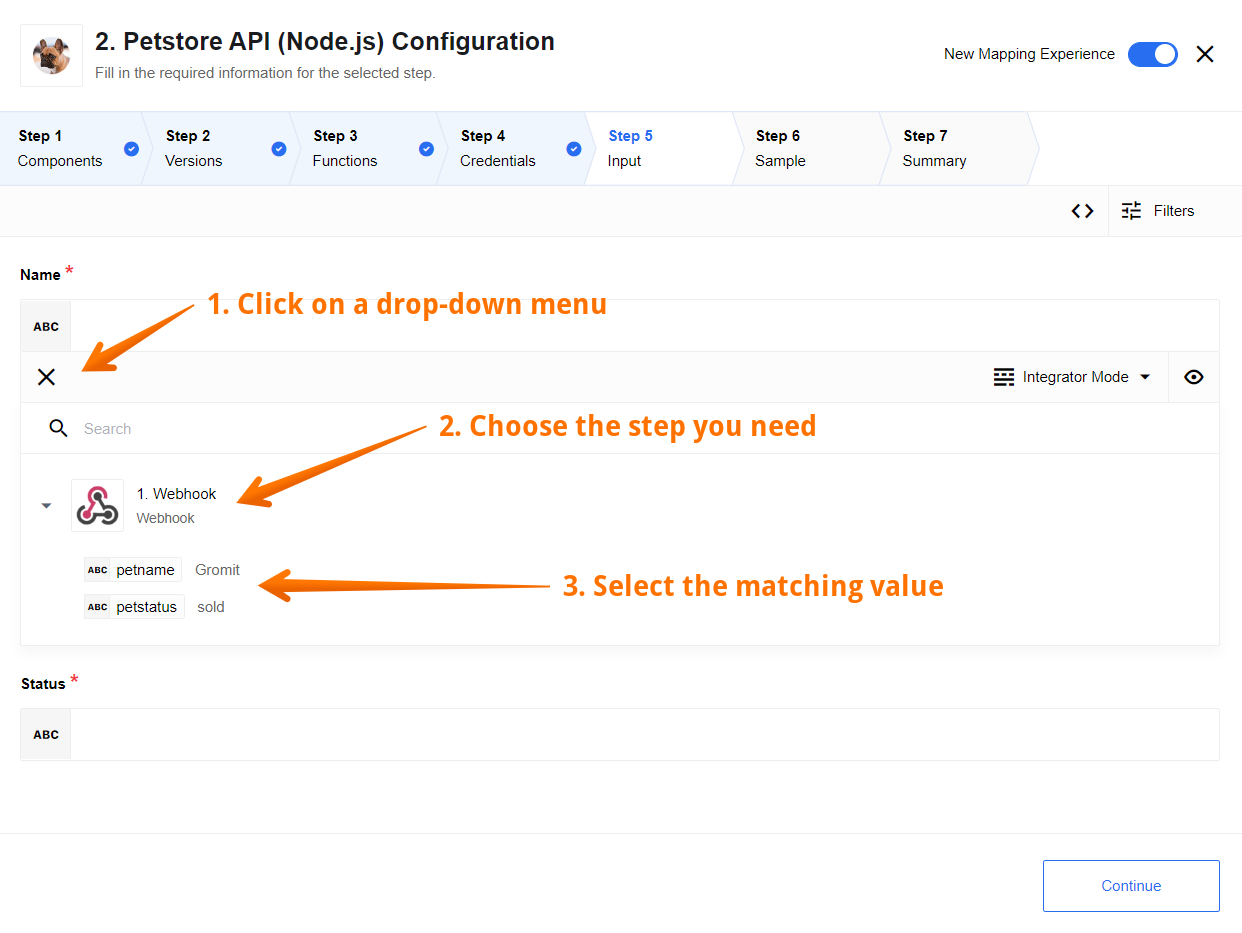 2. Petstore API (Node.js) Configuration
Fill in the required information for the selected step.
New Mapping Experience
Step 1
Components
Step 2
Versions
Step 3
Functions
Step 4
Credentials
Step 5
Input
Step 6
Sample
Step 7
Summary
Filters
Name *
1. Click on a drop-down menu
ABC
Integrator Mode
Search
2. Choose the step you need
1. Webhook
Webhook
ABC petname Gromit
3. Select the matching value
ABC petstatus sold
Status *
ABC
Continue